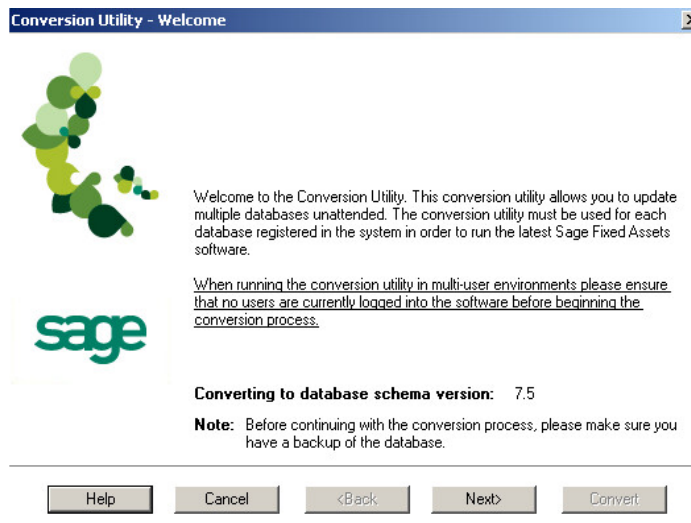 Conversion Utility - Welcome
Welcome to the Conversion Utility. This conversion utility allows you to update
multiple databases unattended. The conversion utility must be used for each
database registered in the system in order to run the latest Sage Fixed Assets
software.
When running the conversion utility in multi-user environments please ensure
that no users are currently logged into the software before beginning the
conversion process.
sage
Converting to database schema version: 7.5
Note: Before continuing with the conversion process, please make sure you
have a backup of the database.
Help Cancel <Back Next> Convert